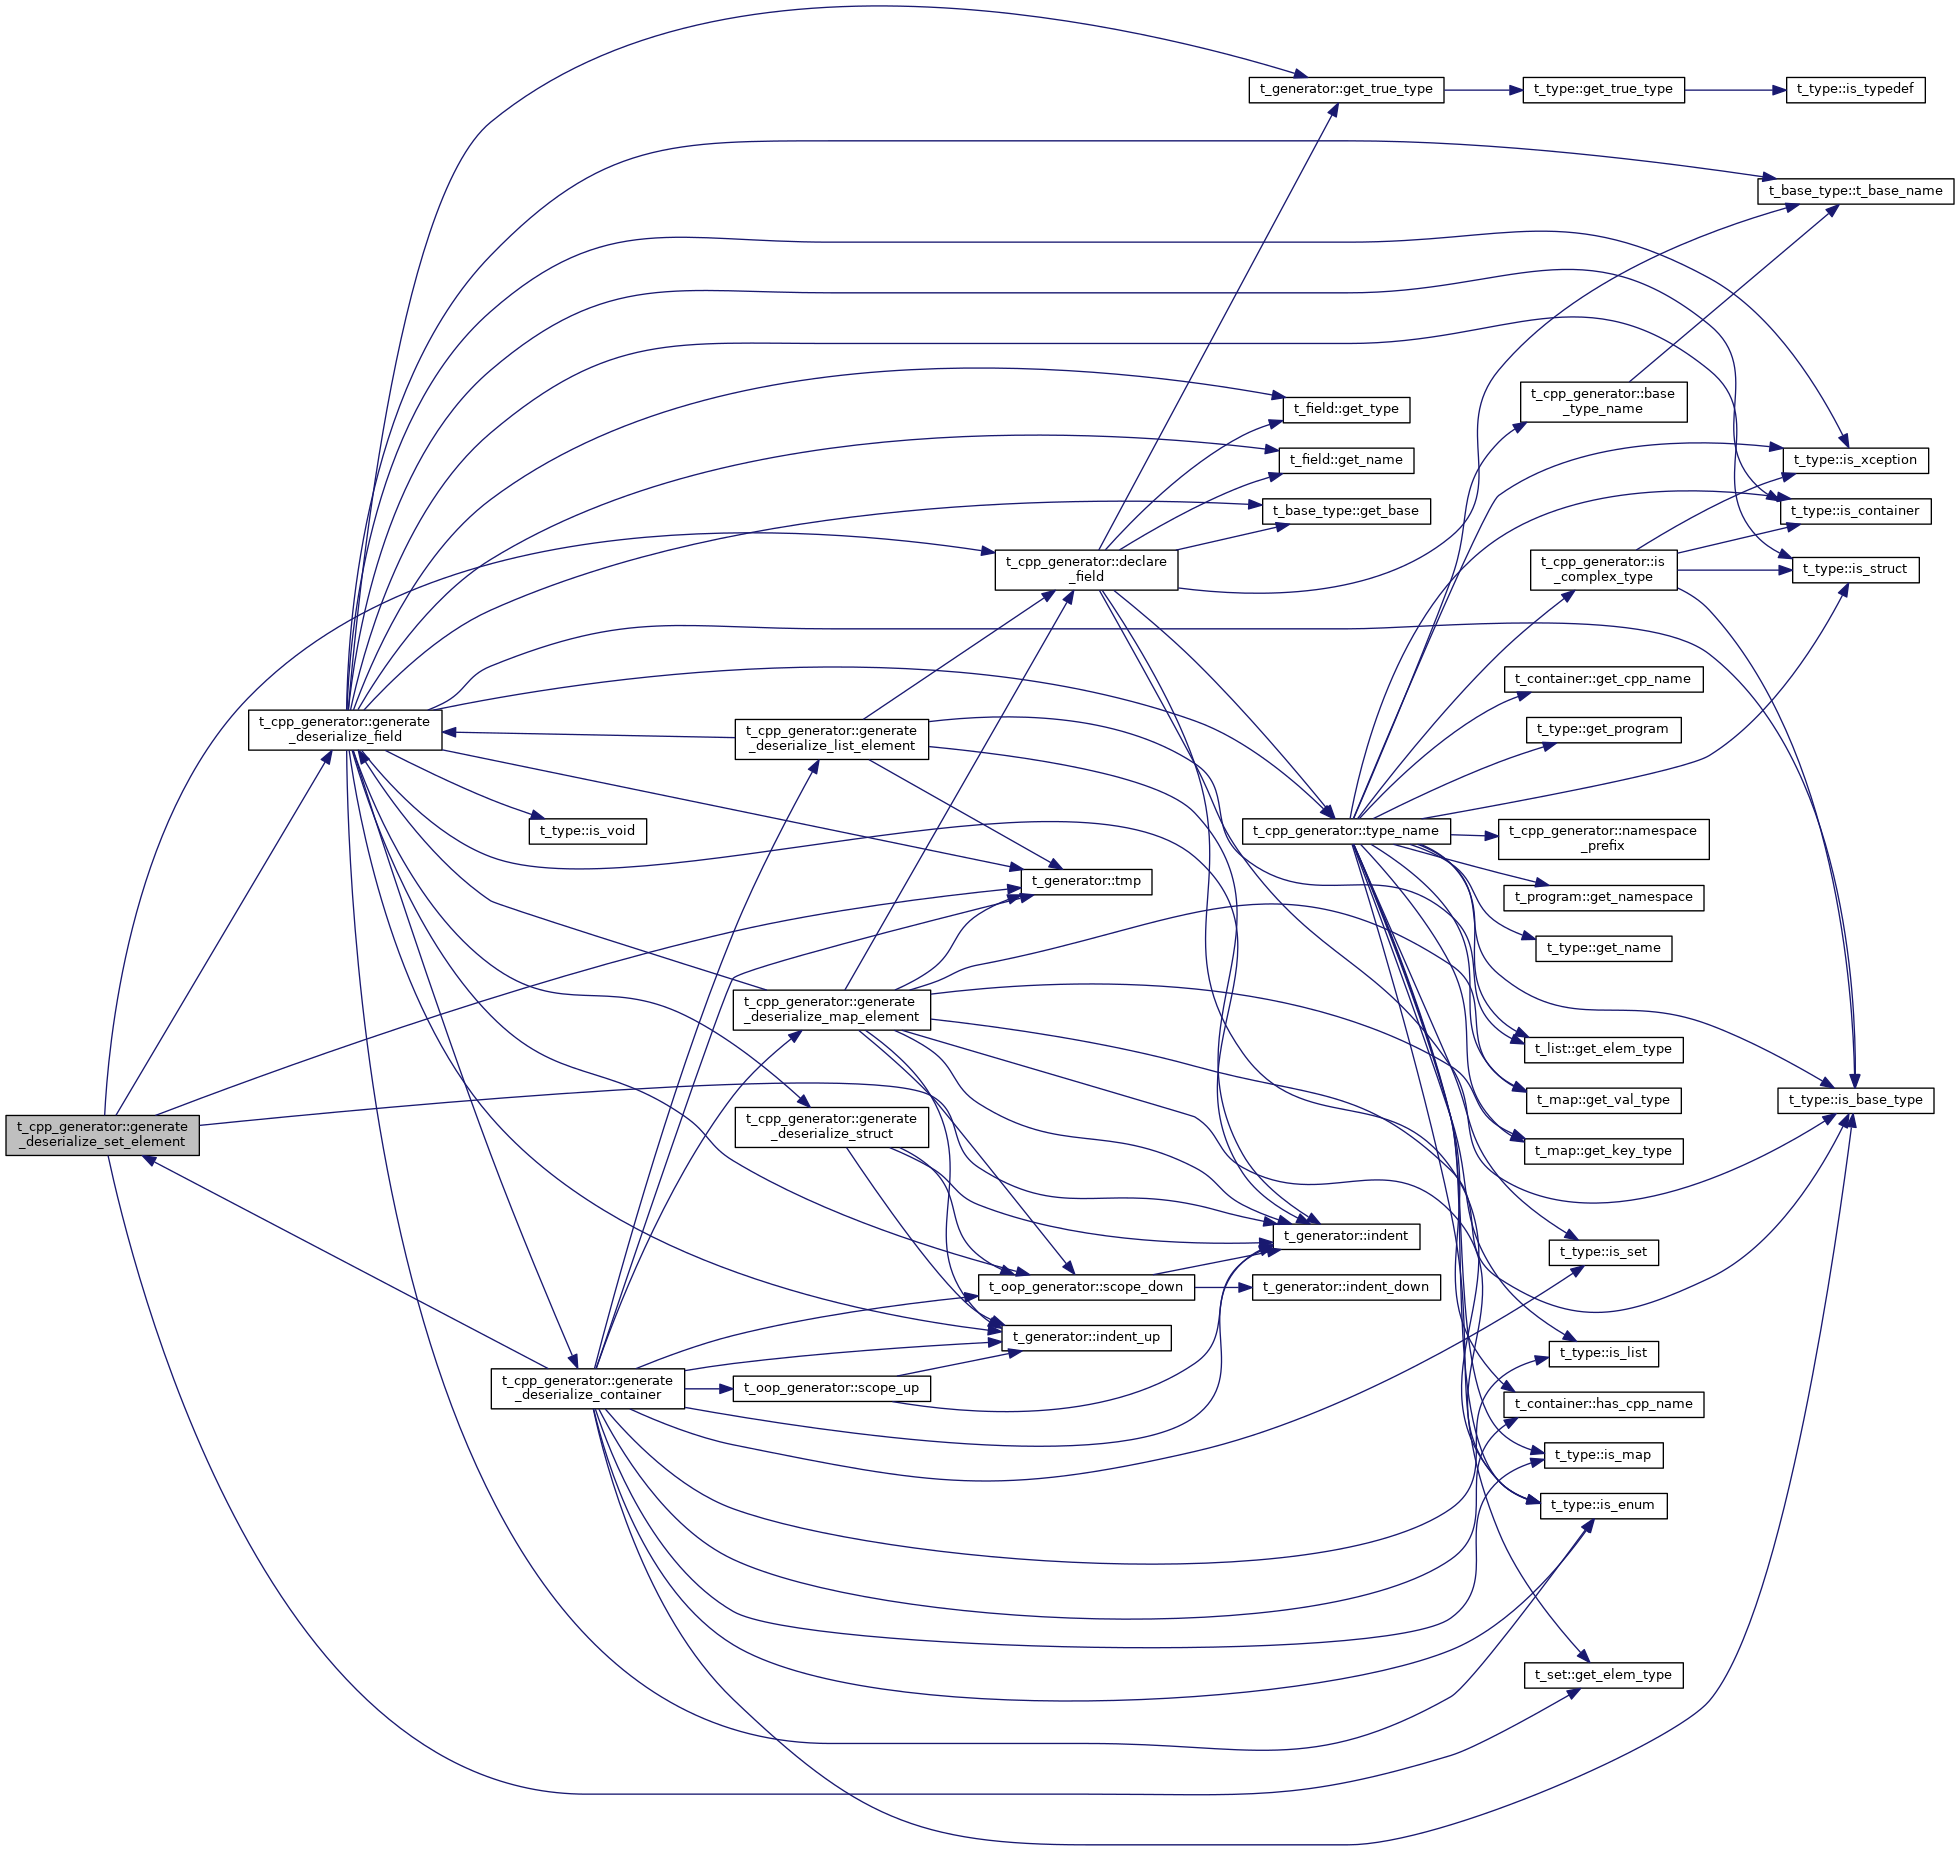 t_generator::get_true_type
t_type::get_true_type
t_type::is_typedef
t_base_type::t_base_name
t_cpp_generator::base
_type_name
t_field::get_type
t_field::get_name
t_type::is_xception
t_base_type::get_base
t_type::is_container
t_cpp_generator::declare
_field
t_cpp_generator::is
_complex_type
t_type::is_struct
t_container::get_cpp_name
t_cpp_generator::generate
_deserialize_field
t_cpp_generator::generate
_deserialize_list_element
t_type::get_program
t_type::is_void
t_cpp_generator::type_name
t_cpp_generator::namespace
_prefix
t_generator::tmp
t_program::get_namespace
t_type::get_name
t_cpp_generator::generate
_deserialize_map_element
t_list::get_elem_type
t_map::get_val_type
t_type::is_base_type
t_cpp_generator::generate
_deserialize_set_element
t_cpp_generator::generate
_deserialize_struct
t_map::get_key_type
t_generator::indent
t_type::is_set
t_oop_generator::scope_down
t_generator::indent_down
t_generator::indent_up
t_type::is_list
t_cpp_generator::generate
_deserialize_container
t_oop_generator::scope_up
t_container::has_cpp_name
t_type::is_map
t_type::is_enum
t_set::get_elem_type